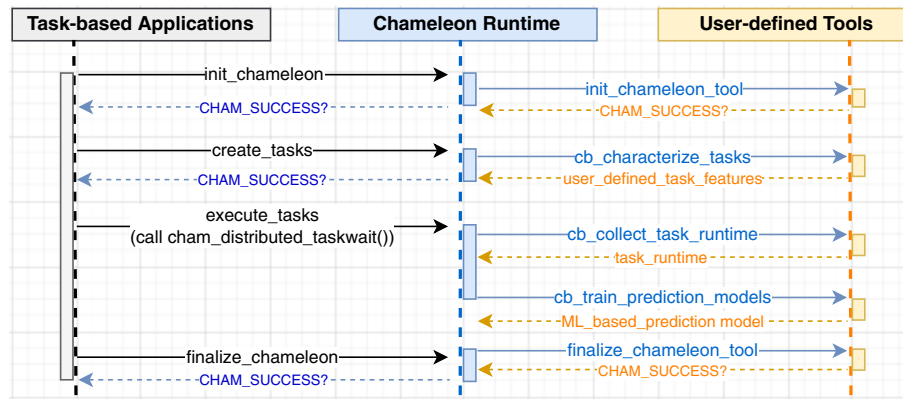 Task-based Applications
Chameleon Runtime
User-defined Tools
init_chameleon
init_chameleon_tool
CHAM_SUCCESS?
CHAM_SUCCESS?
create_tasks
cb_characterize_tasks
CHAM_SUCCESS?
user_defined_task_features
execute_tasks
(call cham_distributed_taskwait())
cb_collect_task_runtime
task_runtime
cb_train_prediction_models
ML_based_prediction model
finalize_chameleon
finalize_chameleon_tool
CHAM_SUCCESS?
CHAM_SUCCESS?